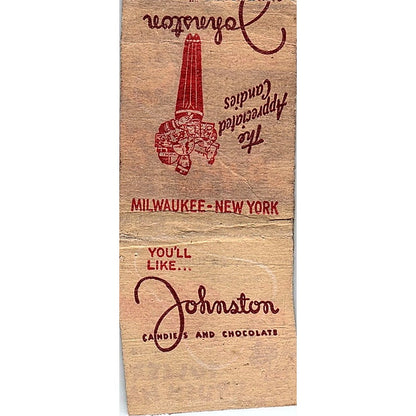 Johnston
The
Appreciated
Candies
MILWAUKEE - NEW YORK
YOU'LL
LIKE...
Johnston
CANDIES AND CHOCOLATE